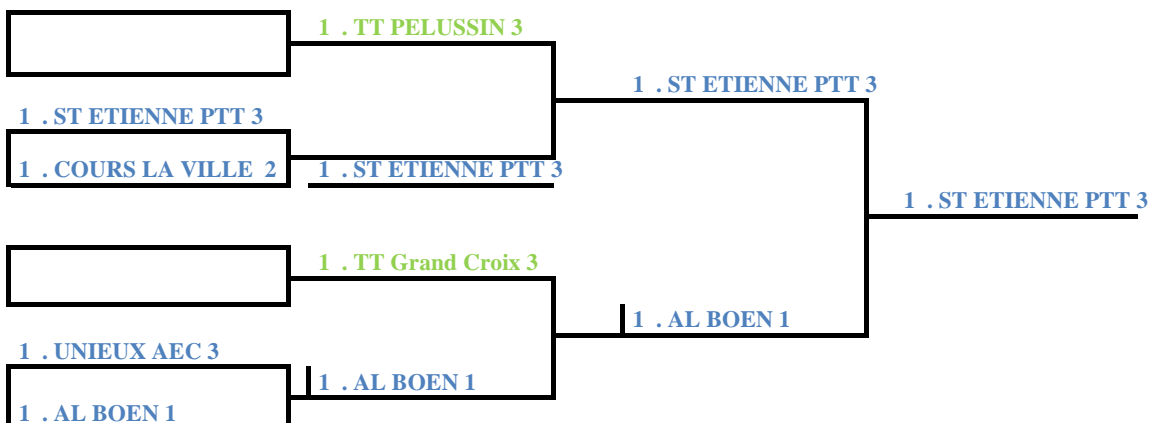 1 . TT PELUSSIN 3
1 . ST ETIENNE PTT 3
1 . ST ETIENNE PTT 3
1 . COURS LA VILLE 2
1 . ST ETIENNE PTT 3
1 . ST ETIENNE PTT 3
1 . TT Grand Croix 3
1 . AL BOEN 1
1 . UNIEUX AEC 3
1 . AL BOEN 1
1 . AL BOEN 1